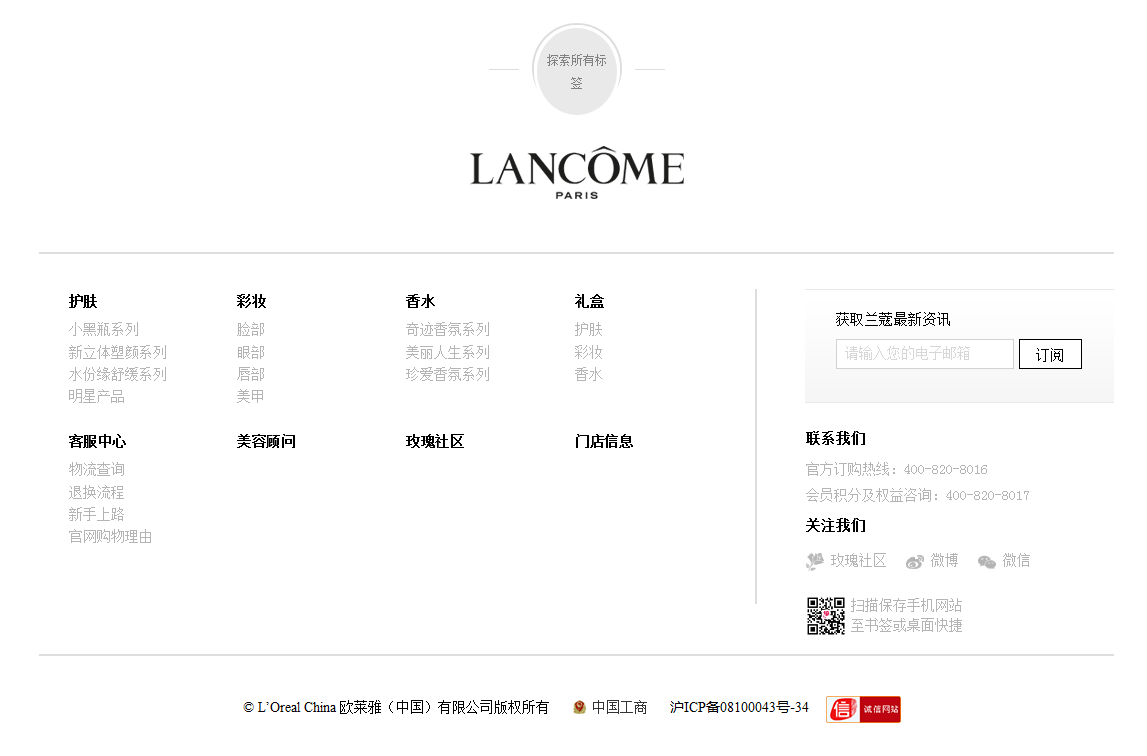 探索所有标
签
LANCÔME
PARIS
护肤
小黑瓶系列
新立体塑颜系列
水份缘舒缓系列
明星产品
彩妆
脸部
眼部
唇部
美甲
香水
奇迹香氛系列
美丽人生系列
珍爱香氛系列
礼盒
护肤
彩妆
香水
客服中心
物流查询
退换流程
新手上路
官网购物理由
美容顾问
玫瑰社区
门店信息
获取兰蔻最新资讯
请输入您的电子邮箱
订阅
联系我们
官方订购热线：400-820-8016
会员积分及权益咨询：400-820-8017
关注我们
玫瑰社区 微博 微信
扫描保存手机网站
至书签或桌面快捷
© L’Oreal China 欧莱雅（中国）有限公司版权所有 中国工商 沪ICP备08100043号-34 信 诚信网站